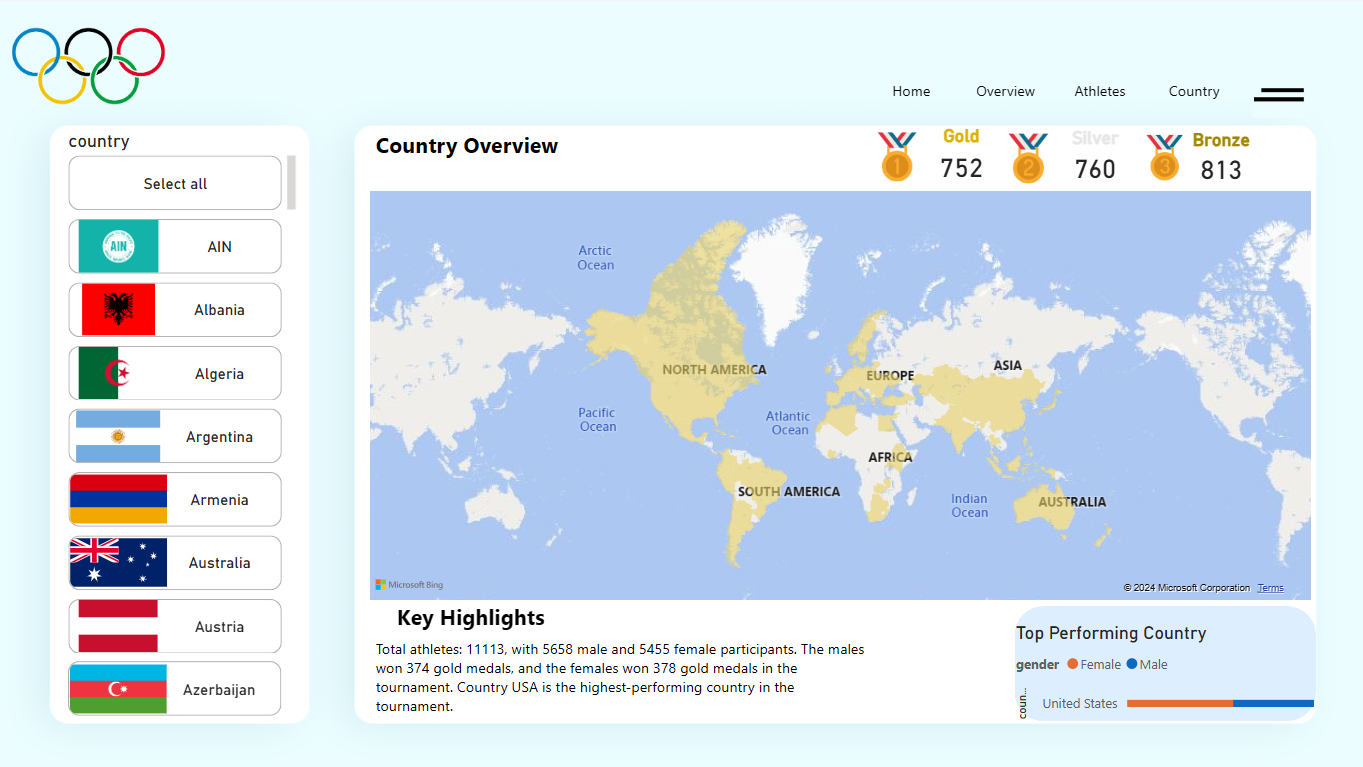 Home
Overview
Athletes
Country
country
Select all
AIN
AIN
Albania
Algeria
Argentina
Armenia
Australia
Austria
Azerbaijan
Country Overview
1
Gold
752
2
Silver
760
3
Bronze
813
Arctic
Ocean
NORTH AMERICA
EUROPE
ASIA
Pacific
Ocean
Atlantic
Ocean
AFRICA
SOUTH AMERICA
Indian
Ocean
AUSTRALIA
Microsoft Bing
© 2024 Microsoft Corporation Terms
Key Highlights
Total athletes: 11113, with 5658 male and 5455 female participants. The males
won 374 gold medals, and the females won 378 gold medals in the
tournament. Country USA is the highest-performing country in the
tournament.
Top Performing Country
gender Female Male
coun...
United States